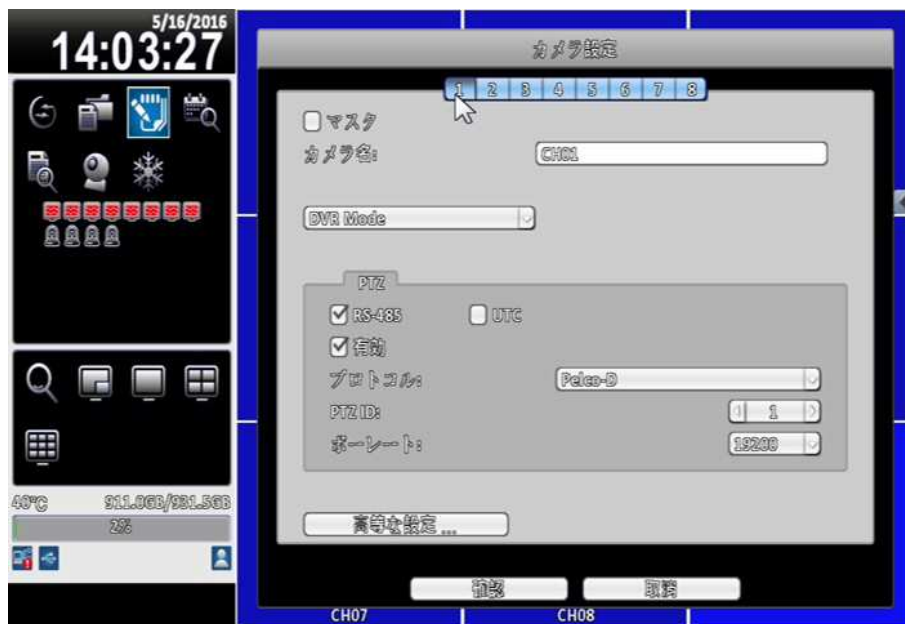 5/16/2016
14:03:27
40°C 911.0GB/931.5GB
2%
カメラ設定
1 2 3 4 5 6 7 8
マスク
カメラ名: CH01
DVR Mode
PTZ
RS-485 UTC
有効
プロトコル: Pelco-D
PTZ ID: 1
ボーレート: 19200
高等な設定 ...
確認 取消
CH07 CH08